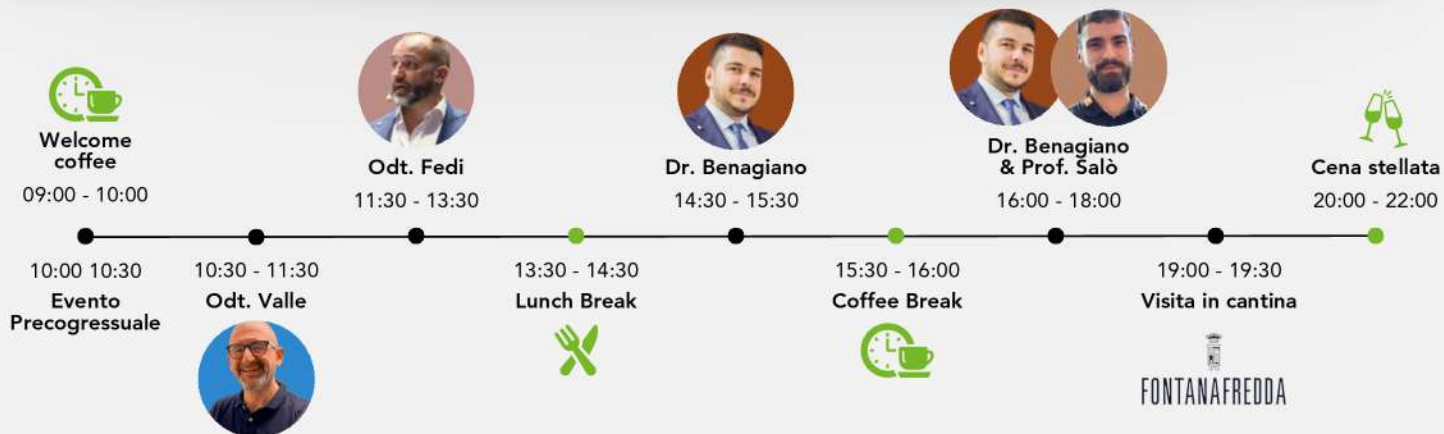 Welcome
coffee
09:00 - 10:00
10:00 10:30
Evento
Precogressuale
10:30 - 11:30
Odt. Valle
Odt. Fedi
11:30 - 13:30
13:30 - 14:30
Lunch Break
Dr. Benagiano
14:30 - 15:30
15:30 - 16:00
Coffee Break
Dr. Benagiano
& Prof. Salò
16:00 - 18:00
19:00 - 19:30
Visita in cantina
FONTANAFREDDA
Cena stellata
20:00 - 22:00